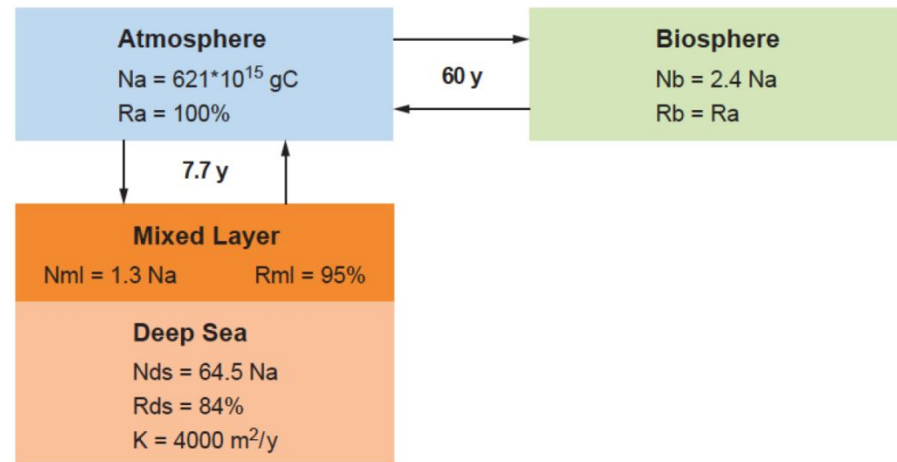 Atmosphere
Na = 621*10¹⁵ gC
Ra = 100%
60 y
Biosphere
Nb = 2.4 Na
Rb = Ra
7.7 y
Mixed Layer
Nml = 1.3 Na Rml = 95%
Deep Sea
Nds = 64.5 Na
Rds = 84%
K = 4000 m²/y